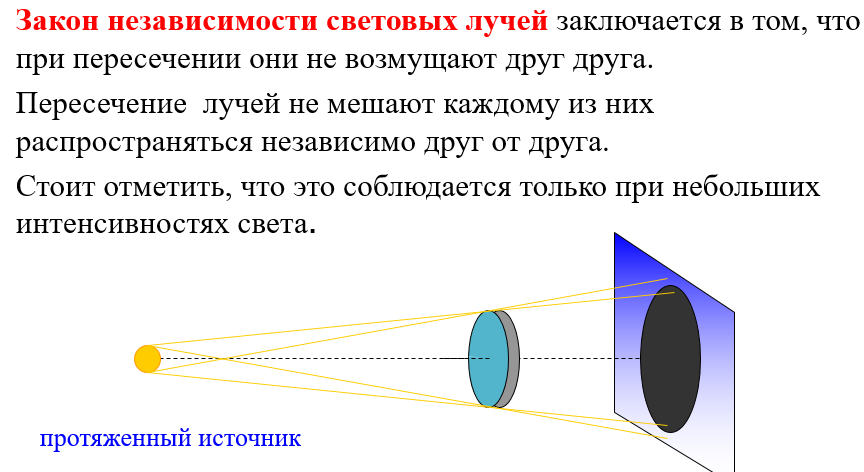 Закон независимости световых лучей заключается в том, что
при пересечении они не возмущают друг друга.
Пересечение  лучей не мешают каждому из них
распространяться независимо друг от друга.
Стоит отметить, что это соблюдается только при небольших
интенсивностях света.
протяженный источник